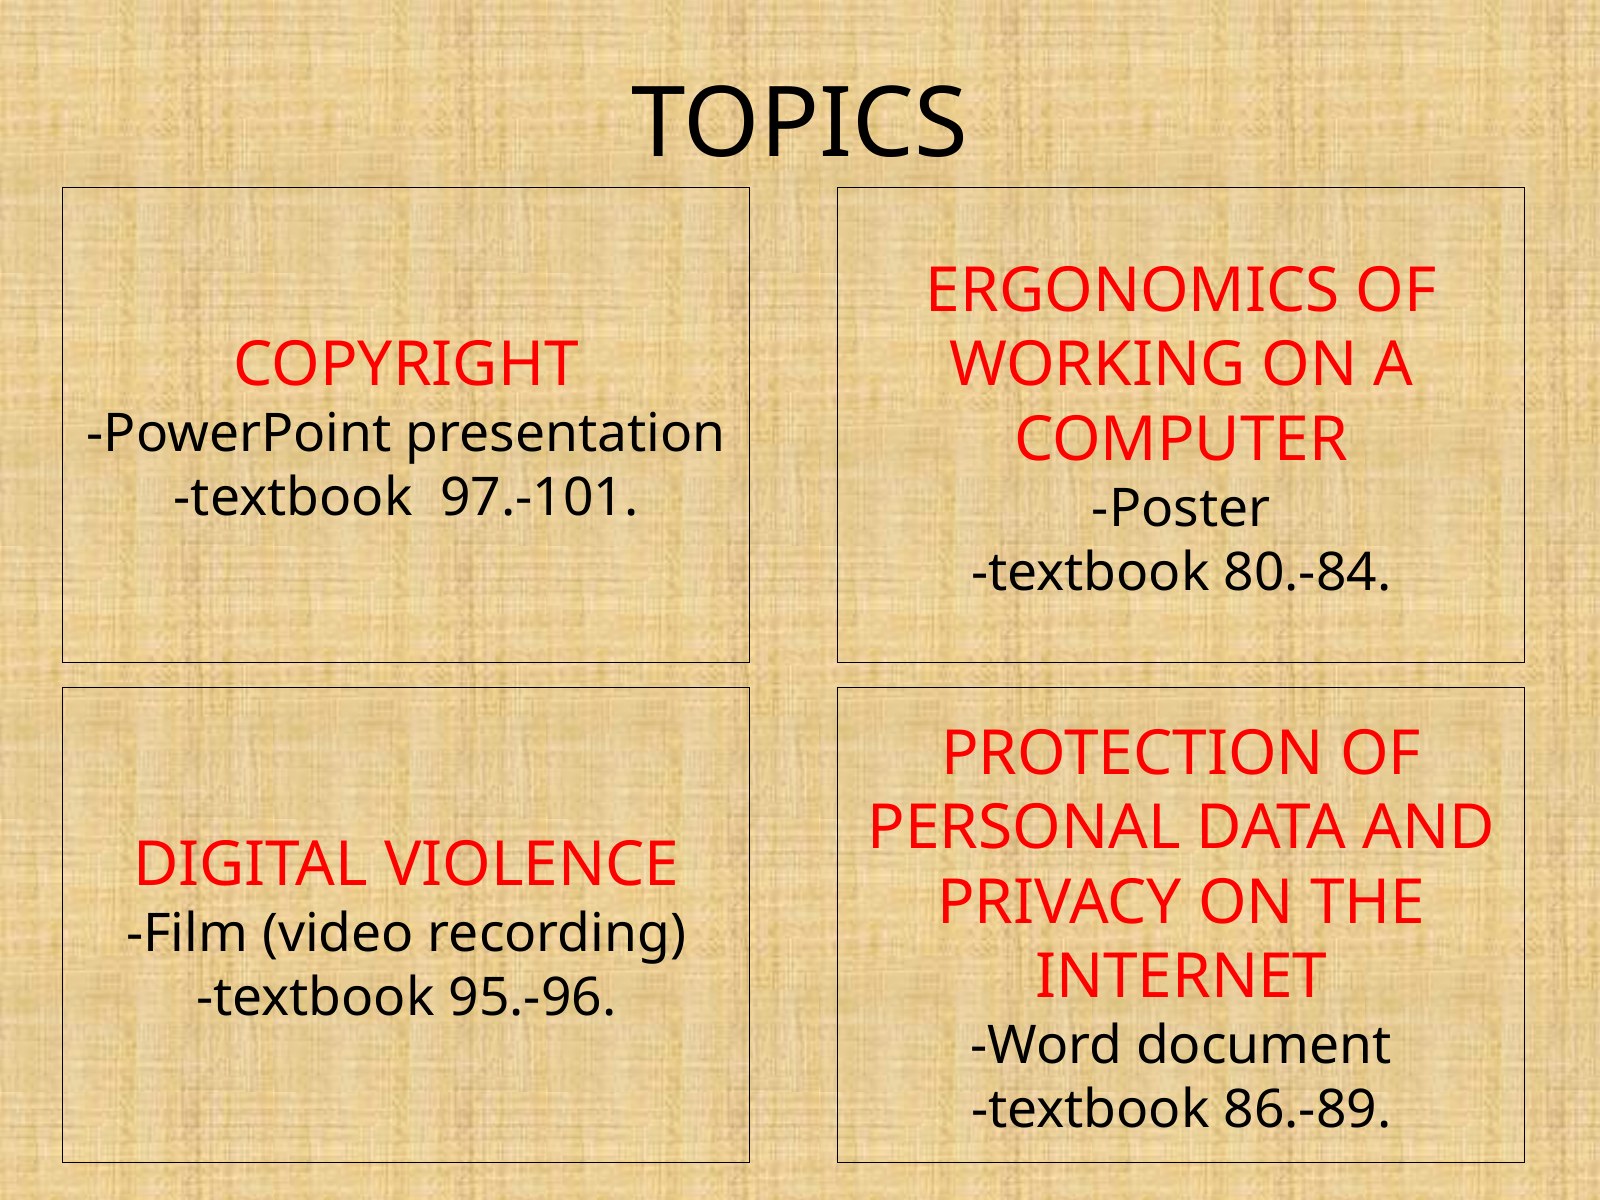 TOPICS
COPYRIGHT
-PowerPoint presentation
-textbook  97.-101.
ERGONOMICS OF
WORKING ON A
COMPUTER
-Poster
-textbook 80.-84.
DIGITAL VIOLENCE
-Film (video recording)
-textbook 95.-96.
PROTECTION OF
PERSONAL DATA AND
PRIVACY ON THE
INTERNET
-Word document
-textbook 86.-89.